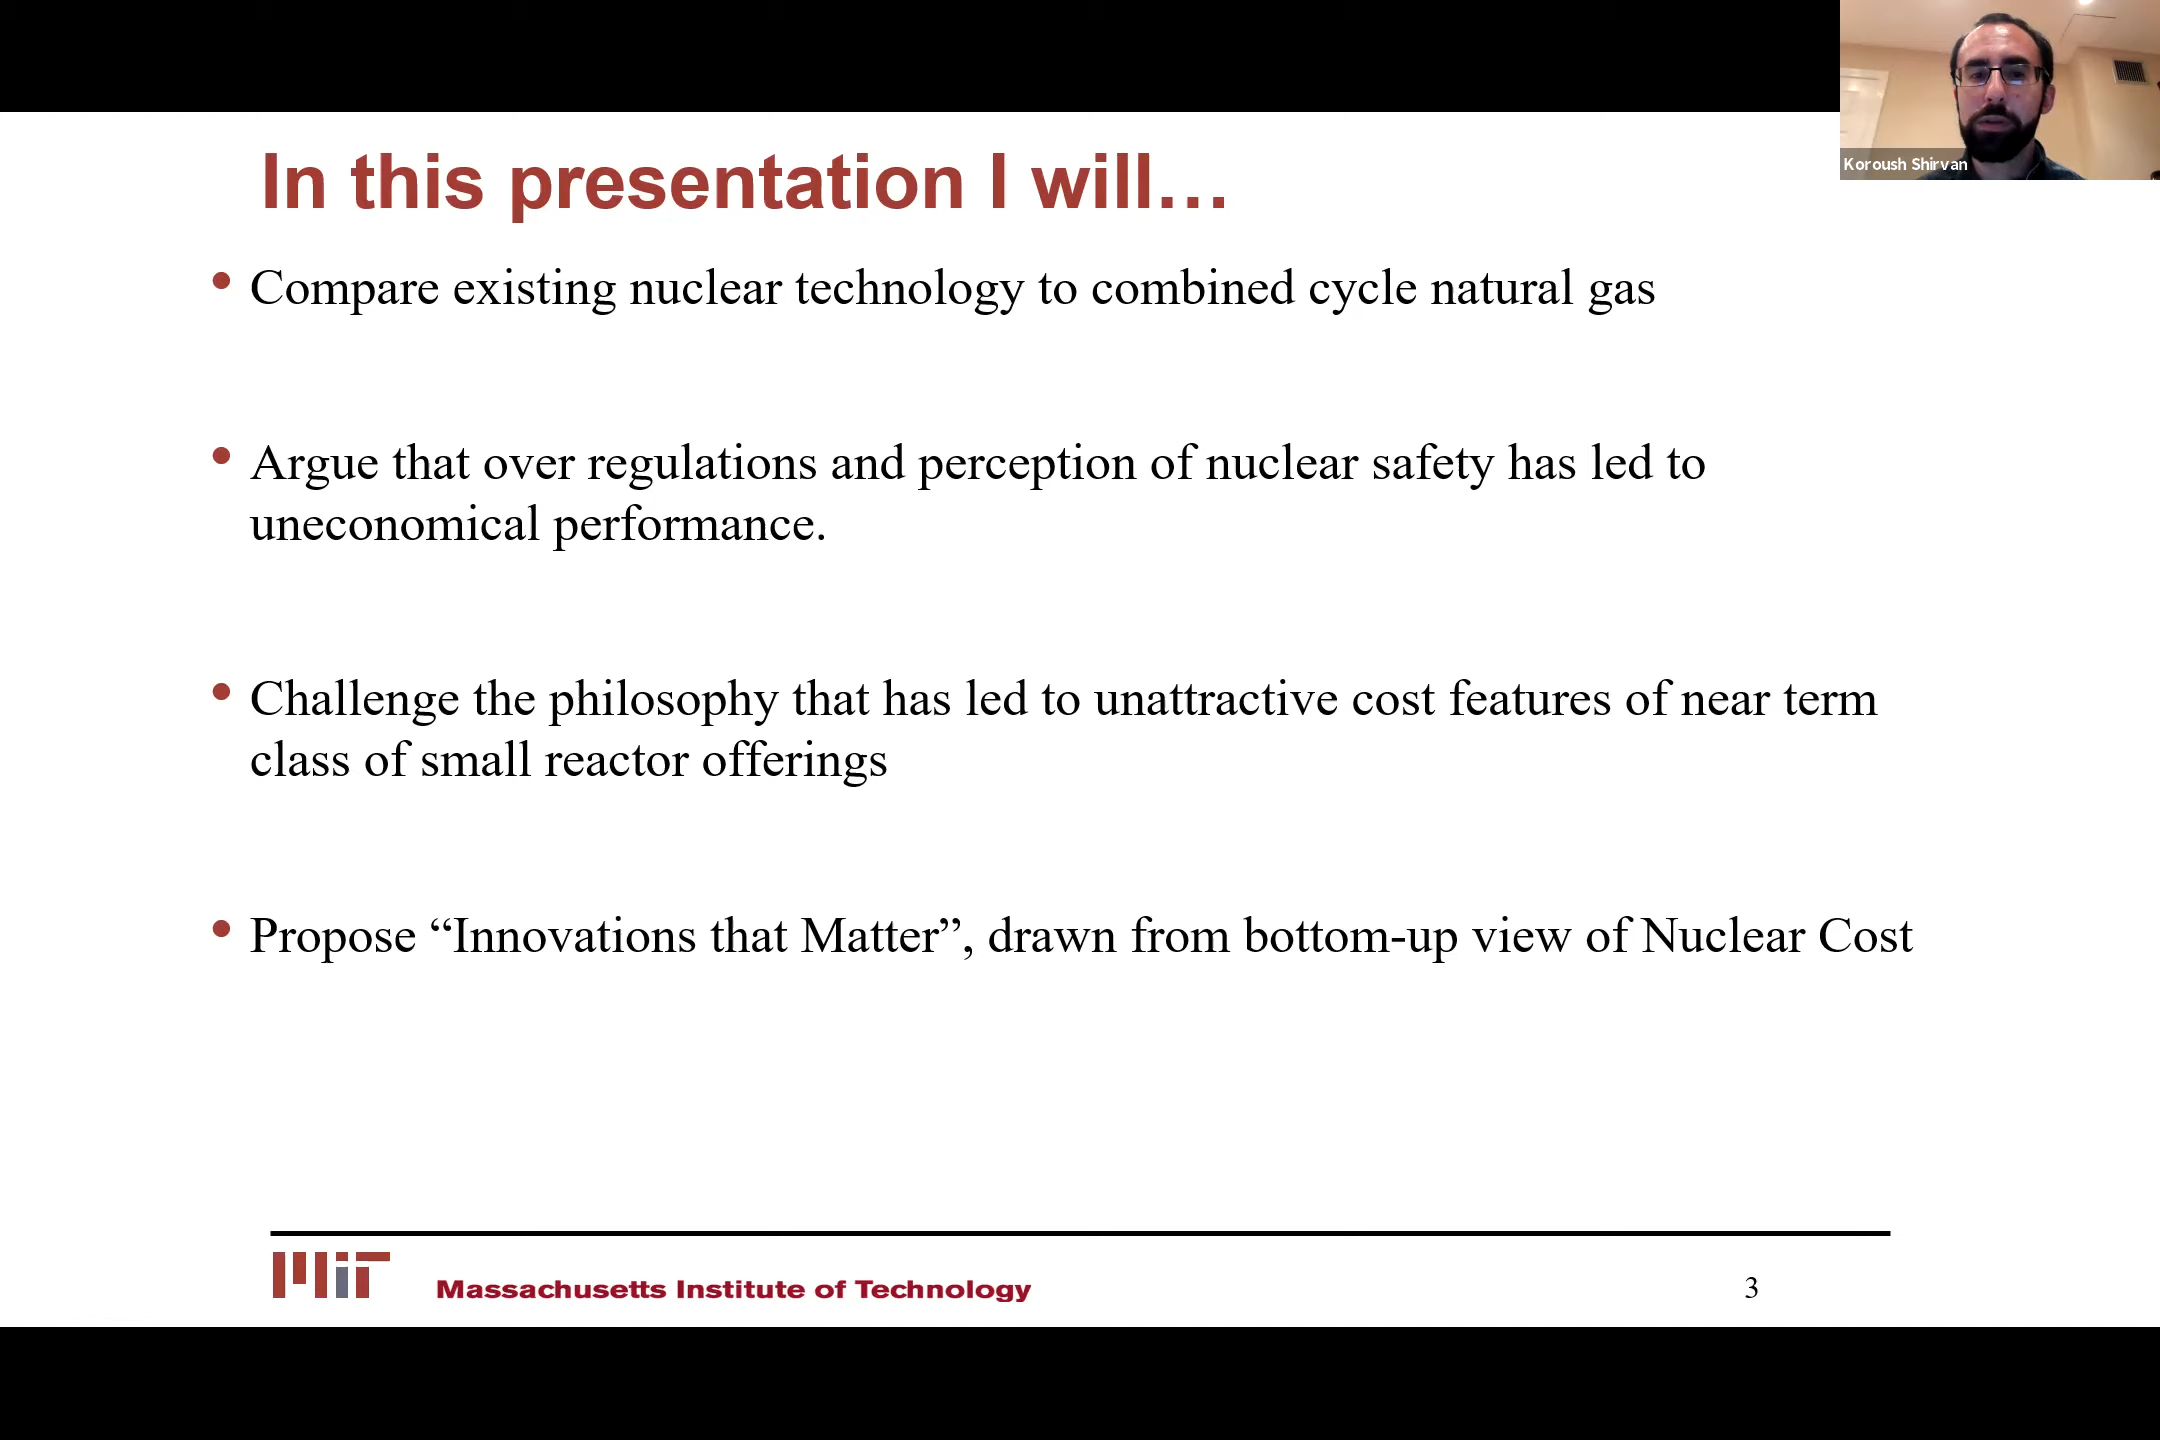 Koroush Shirvan
In this presentation I will…
• Compare existing nuclear technology to combined cycle natural gas
• Argue that over regulations and perception of nuclear safety has led to
uneconomical performance.
• Challenge the philosophy that has led to unattractive cost features of near term
class of small reactor offerings
• Propose “Innovations that Matter”, drawn from bottom-up view of Nuclear Cost
MIT
Massachusetts Institute of Technology
3